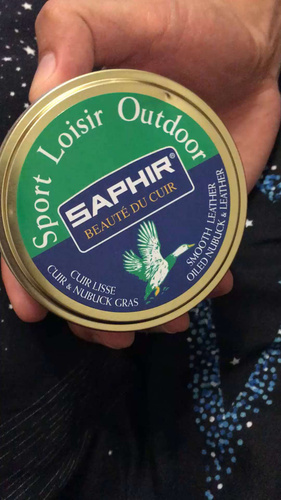 Sport Loisir Outdoor
SAPHIR®
BEAUTÉ DU CUIR
CUIR LISSE
CUIR & NUBUCK GRAS
SMOOTH LEATHER
OILED NUBUCK & LEATHER